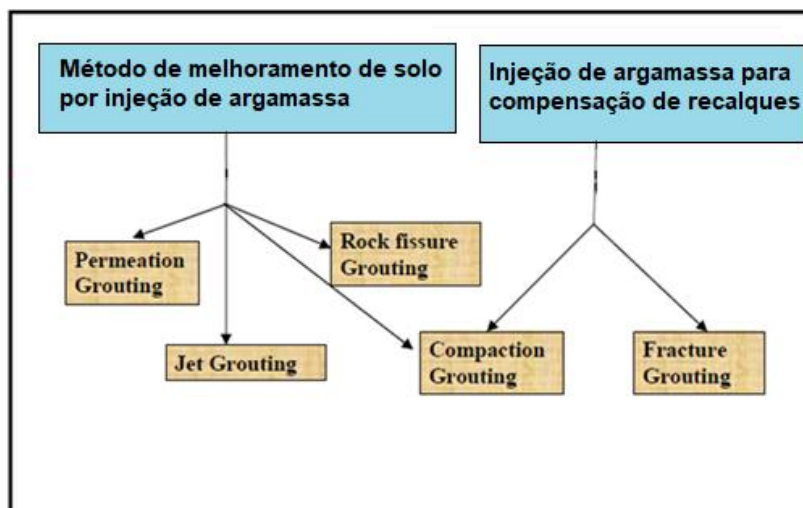 Método de melhoramento de solo
por injeção de argamassa
Injeção de argamassa para
compensação de recalques
Permeation
Grouting
Rock fissure
Grouting
Jet Grouting
Compaction
Grouting
Fracture
Grouting